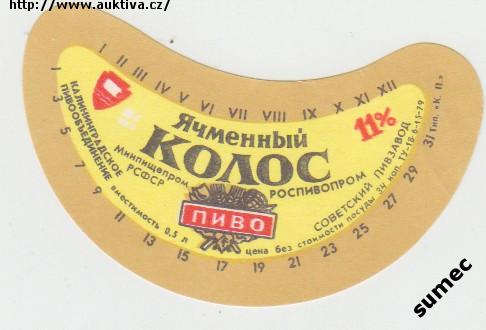 http://www.auktiva.cz/
I II III IV V VI VII VIII IX X XI XII
КАЛИНИНГРАДСКОЕ
ПИВООБЪЕДИНЕНИЕ
Ячменный
КОЛОС
11%
Минпищепром
РСФСР
РОСПИВОПРОМ
ПИВО
СОВЕТСКИЙ ПИВЗАВОД
вместимость 0,5 л
цена без стоимости посуды 34 коп. ТУ-18-6-15-79
Тип. «К. П.»
1 3 5 7 9 11 13 15 17 19 21 23 25 27 29 31
sumec